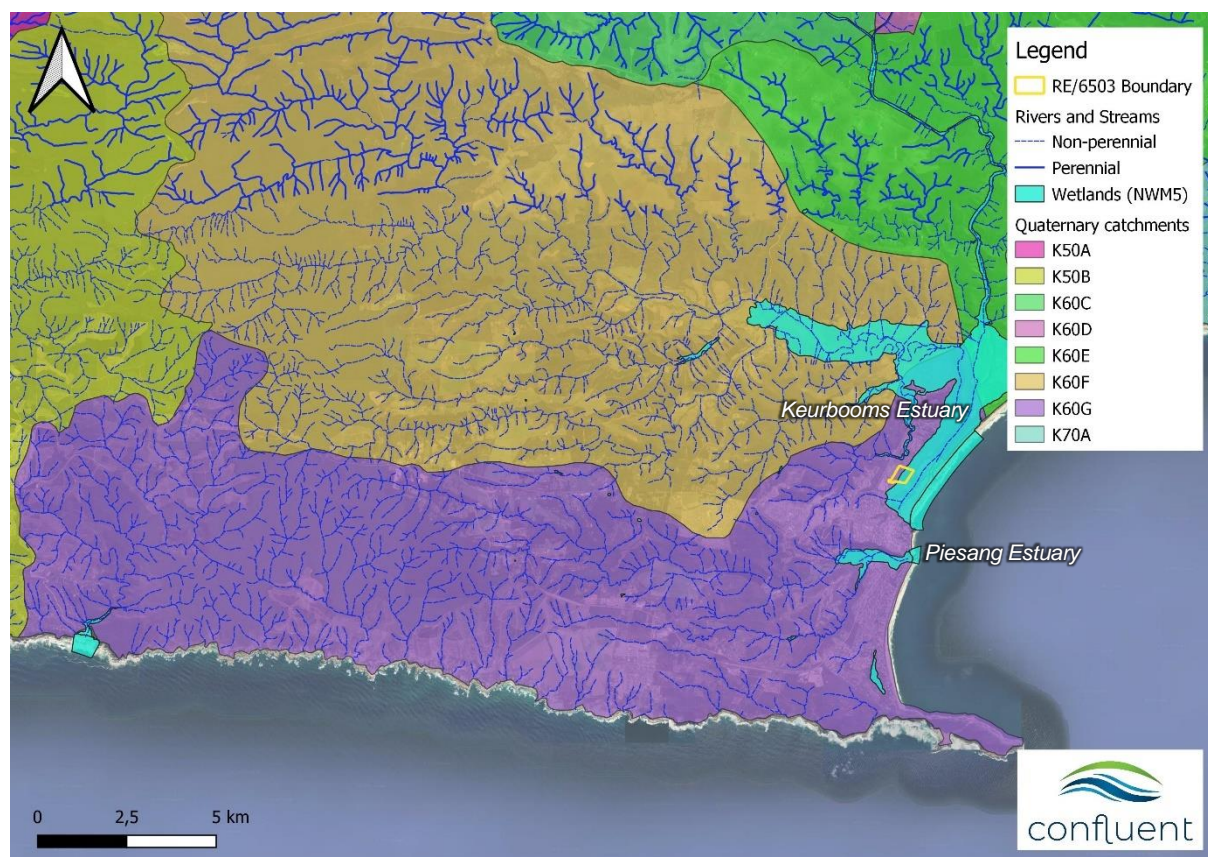 Legend
RE/6503 Boundary
Rivers and Streams
Non-perennial
Perennial
Wetlands (NWM5)
Quaternary catchments
K50A
K50B
K60C
K60D
K60E
K60F
K60G
K70A
Keurbooms Estuary
Piesang Estuary
0 2,5 5 km
confluent